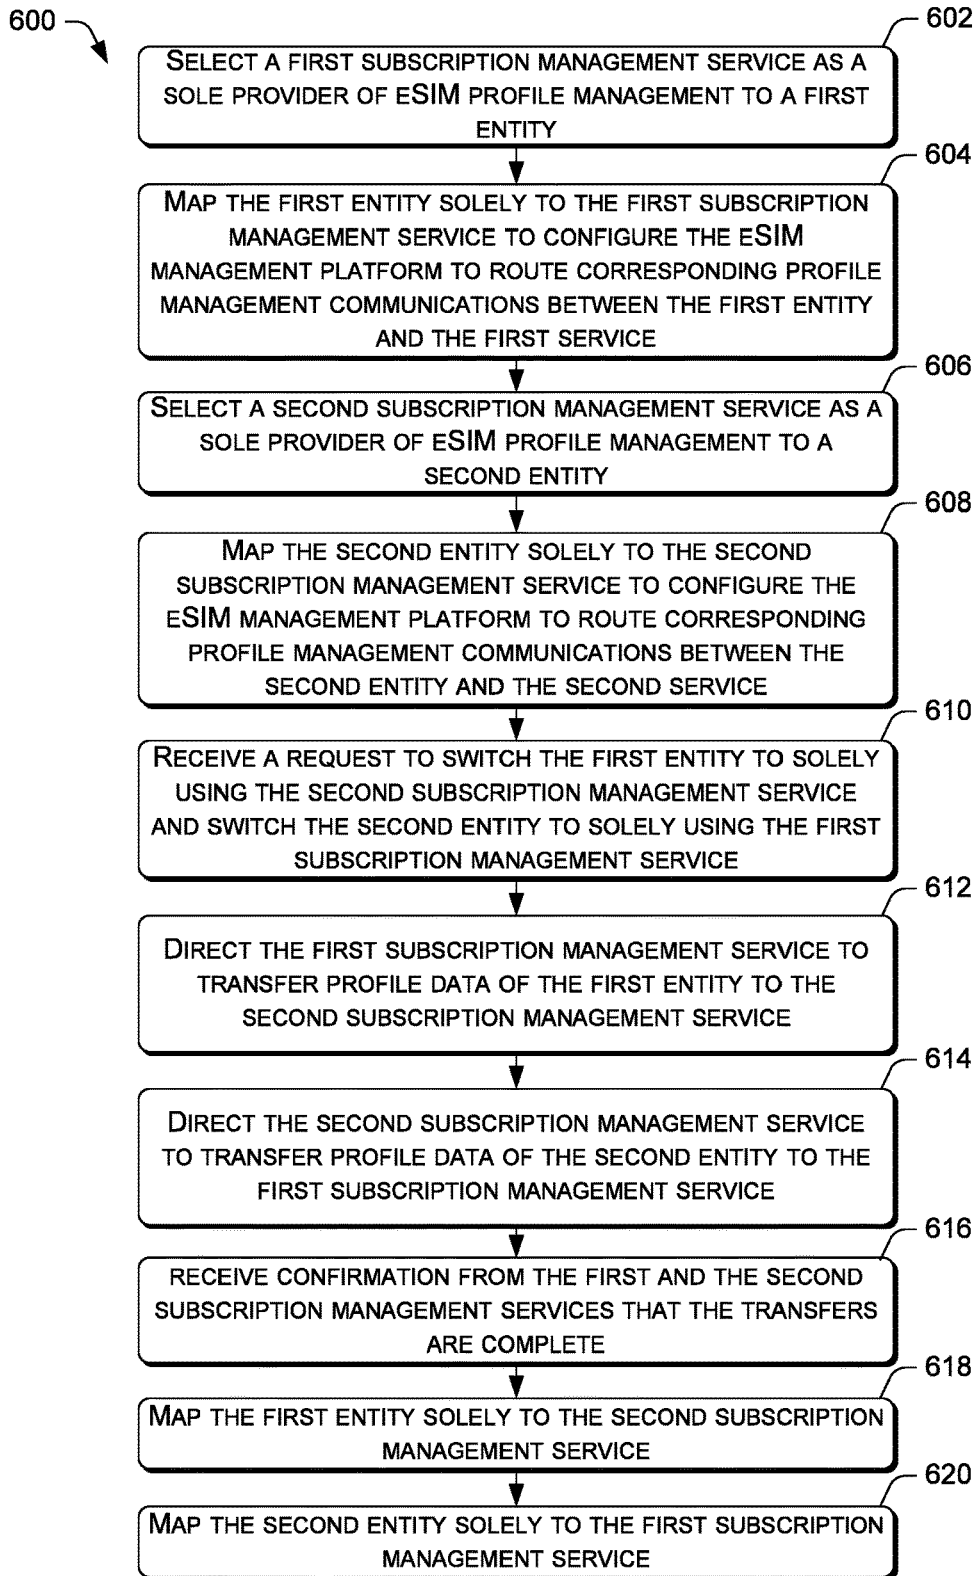 600
602
SELECT A FIRST SUBSCRIPTION MANAGEMENT SERVICE AS A
SOLE PROVIDER OF ESIM PROFILE MANAGEMENT TO A FIRST
ENTITY
604
MAP THE FIRST ENTITY SOLELY TO THE FIRST SUBSCRIPTION
MANAGEMENT SERVICE TO CONFIGURE THE ESIM
MANAGEMENT PLATFORM TO ROUTE CORRESPONDING PROFILE
MANAGEMENT COMMUNICATIONS BETWEEN THE FIRST ENTITY
AND THE FIRST SERVICE
606
SELECT A SECOND SUBSCRIPTION MANAGEMENT SERVICE AS A
SOLE PROVIDER OF ESIM PROFILE MANAGEMENT TO A
SECOND ENTITY
608
MAP THE SECOND ENTITY SOLELY TO THE SECOND
SUBSCRIPTION MANAGEMENT SERVICE TO CONFIGURE THE
ESIM MANAGEMENT PLATFORM TO ROUTE CORRESPONDING
PROFILE MANAGEMENT COMMUNICATIONS BETWEEN THE
SECOND ENTITY AND THE SECOND SERVICE
610
RECEIVE A REQUEST TO SWITCH THE FIRST ENTITY TO SOLELY
USING THE SECOND SUBSCRIPTION MANAGEMENT SERVICE
AND SWITCH THE SECOND ENTITY TO SOLELY USING THE FIRST
SUBSCRIPTION MANAGEMENT SERVICE
612
DIRECT THE FIRST SUBSCRIPTION MANAGEMENT SERVICE TO
TRANSFER PROFILE DATA OF THE FIRST ENTITY TO THE
SECOND SUBSCRIPTION MANAGEMENT SERVICE
614
DIRECT THE SECOND SUBSCRIPTION MANAGEMENT SERVICE
TO TRANSFER PROFILE DATA OF THE SECOND ENTITY TO THE
FIRST SUBSCRIPTION MANAGEMENT SERVICE
616
RECEIVE CONFIRMATION FROM THE FIRST AND THE SECOND
SUBSCRIPTION MANAGEMENT SERVICES THAT THE TRANSFERS
ARE COMPLETE
618
MAP THE FIRST ENTITY SOLELY TO THE SECOND SUBSCRIPTION
MANAGEMENT SERVICE
620
MAP THE SECOND ENTITY SOLELY TO THE FIRST SUBSCRIPTION
MANAGEMENT SERVICE